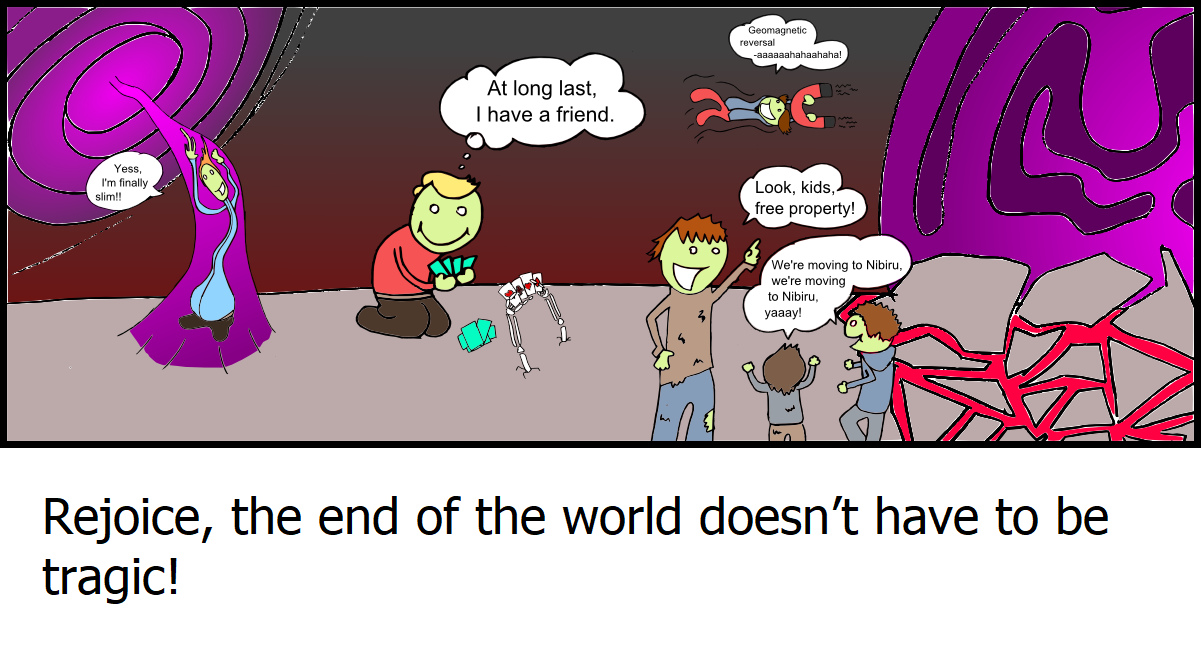 Yess,
I'm finally
slim!!
At long last,
I have a friend.
Geomagnetic
reversal
-aaaaaahahaahaha!
Look, kids,
free property!
We're moving to Nibiru,
we're moving
to Nibiru,
yaaay!
Rejoice, the end of the world doesn’t have to be
tragic!